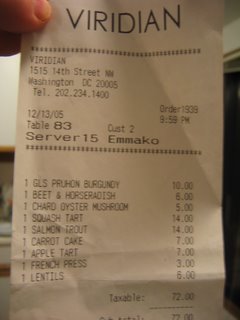 VIRIDIAN
VIRIDIAN
1515 14th Street NW
Washington DC 20005
Tel. 202.234.1400
Order1939
12/13/05 9:59 PM
Table 83 Cust 2
Server15 Emmako
1 GLS PRUHON BURGUNDY 10.00
1 BEET & HORSERADISH 6.00
1 CHARD OYSTER MUSHROOM 5.00
1 SQUASH TART 14.00
1 SALMON TROUT 14.00
1 CARROT CAKE 7.00
1 APPLE TART 7.00
1 FRENCH PRESS 3.00
1 LENTILS 6.00
Taxable: 72.00
Sub total: 72.00